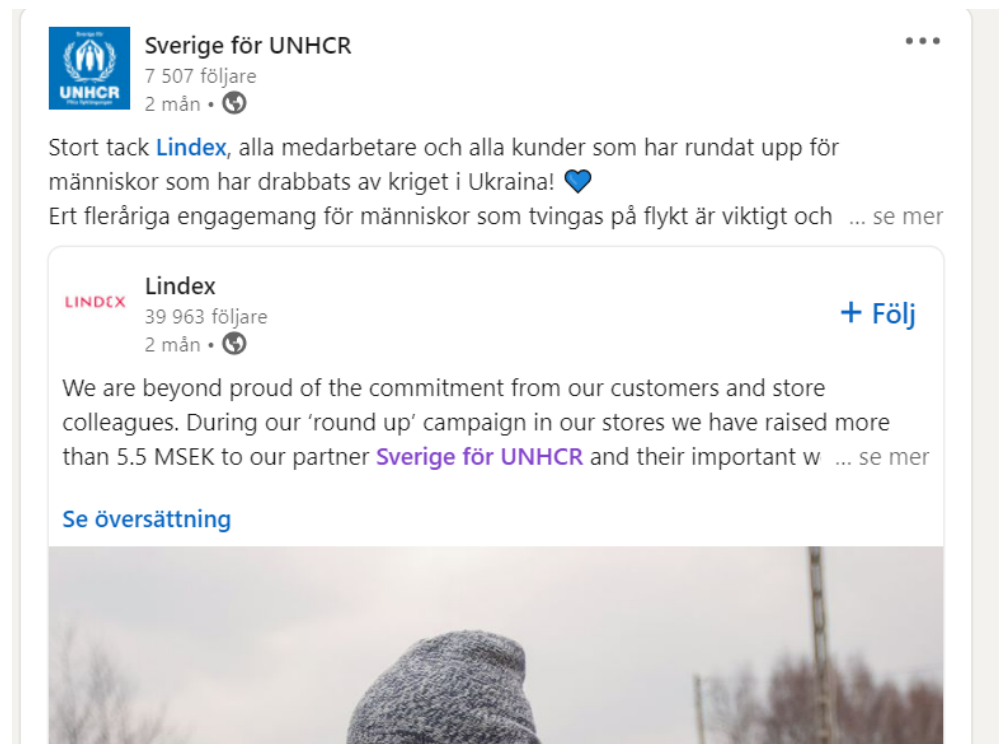 Sverige för
UNHCR
Sverige för UNHCR
7 507 följare
2 mån •
Stort tack Lindex, alla medarbetare och alla kunder som har rundat upp för
människor som har drabbats av kriget i Ukraina! 💙
Ert fleråriga engagemang för människor som tvingas på flykt är viktigt och ... se mer
LINDEX
Lindex
39 963 följare
2 mån •
+ Följ
We are beyond proud of the commitment from our customers and store
colleagues. During our ‘round up’ campaign in our stores we have raised more
than 5.5 MSEK to our partner Sverige för UNHCR and their important w ... se mer
Se översättning